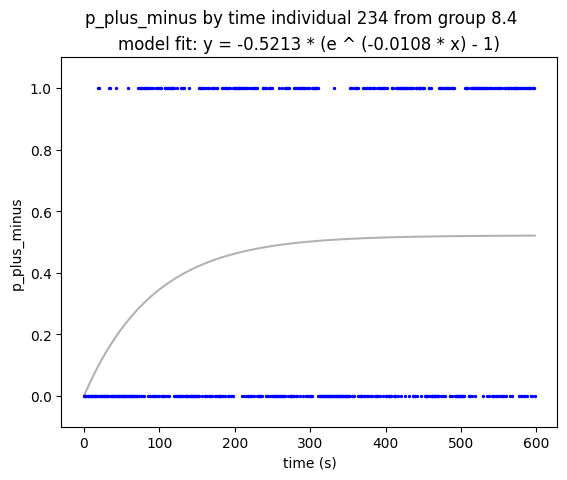 p_plus_minus by time individual 234 from group 8.4
model fit: y = -0.5213 * (e ^ (-0.0108 * x) - 1)
1.0
0.8
0.6
0.4
0.2
0.0
p_plus_minus
0 100 200 300 400 500 600
time (s)